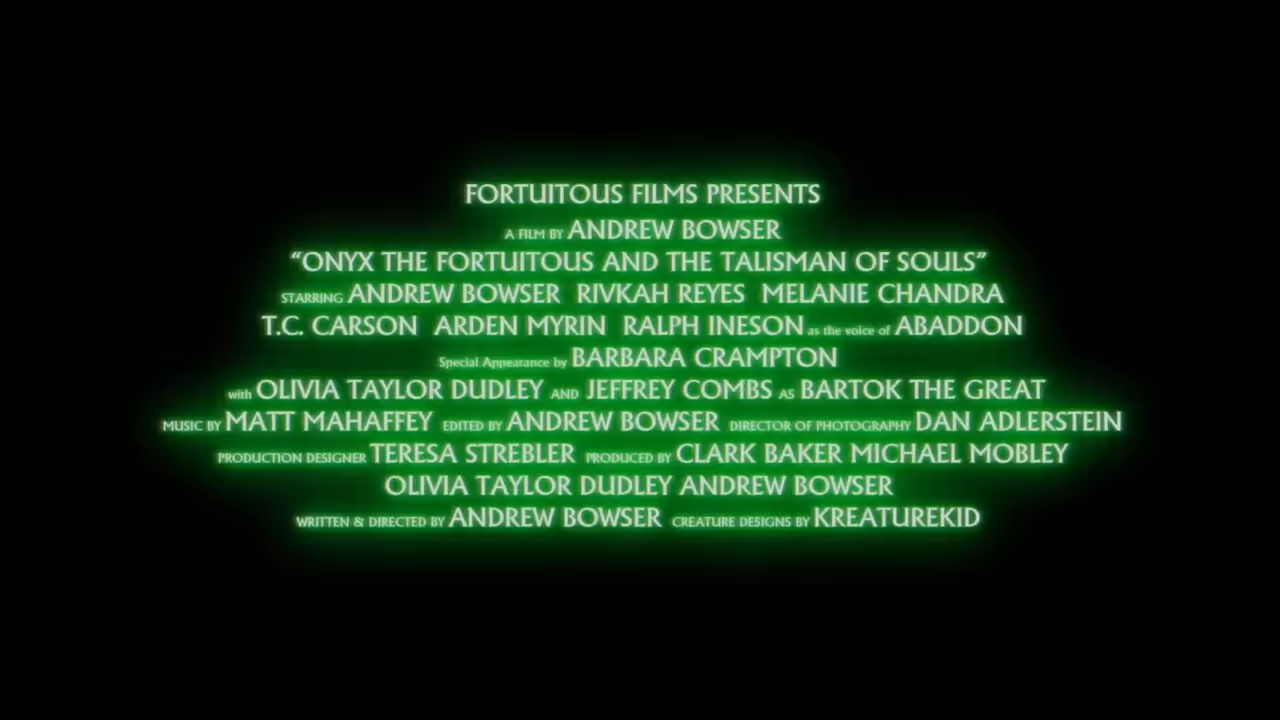 FORTUITOUS FILMS PRESENTS
A FILM BY ANDREW BOWSER
“ONYX THE FORTUITOUS AND THE TALISMAN OF SOULS”
STARRING ANDREW BOWSER RIVKAH REYES MELANIE CHANDRA
T.C. CARSON ARDEN MYRIN RALPH INESON as the voice of ABADDON
Special Appearance by BARBARA CRAMPTON
with OLIVIA TAYLOR DUDLEY AND JEFFREY COMBS AS BARTOK THE GREAT
MUSIC BY MATT MAHAFFEY EDITED BY ANDREW BOWSER DIRECTOR OF PHOTOGRAPHY DAN ADLERSTEIN
PRODUCTION DESIGNER TERESA STREBLER PRODUCED BY CLARK BAKER MICHAEL MOBLEY
OLIVIA TAYLOR DUDLEY ANDREW BOWSER
WRITTEN & DIRECTED BY ANDREW BOWSER CREATURE DESIGNS BY KREATUREKID